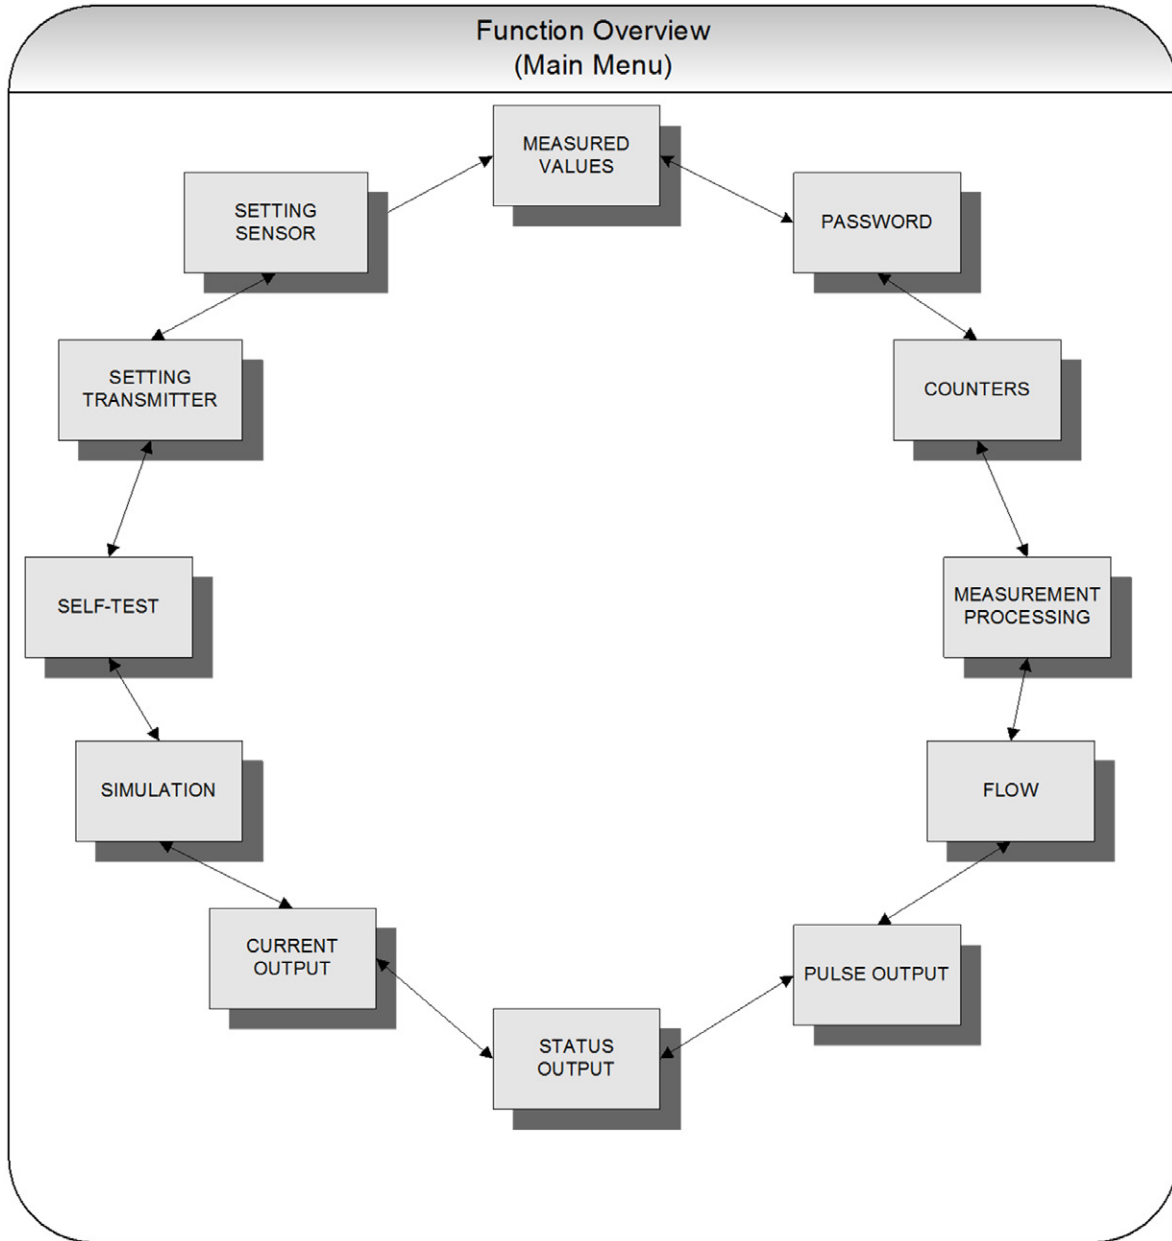 Function Overview
(Main Menu)
MEASURED
VALUES
SETTING
SENSOR
PASSWORD
SETTING
TRANSMITTER
COUNTERS
SELF-TEST
MEASUREMENT
PROCESSING
SIMULATION
FLOW
CURRENT
OUTPUT
PULSE OUTPUT
STATUS
OUTPUT